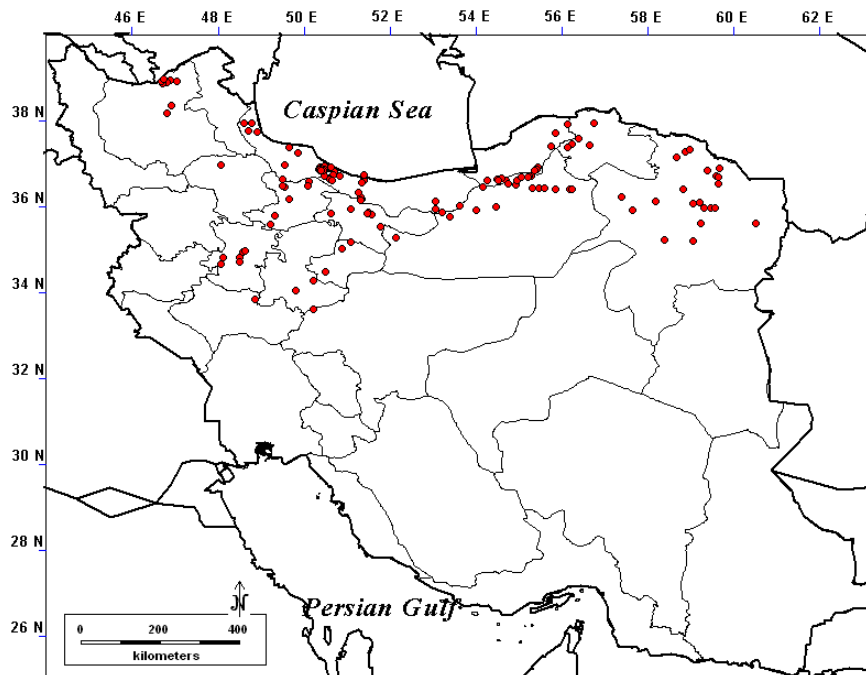 46 E 48 E 50 E 52 E 54 E 56 E 58 E 60 E 62 E
38 N
Caspian Sea
36 N
34 N
32 N
30 N
28 N
N
Persian Gulf
26 N
0 200 400
kilometers